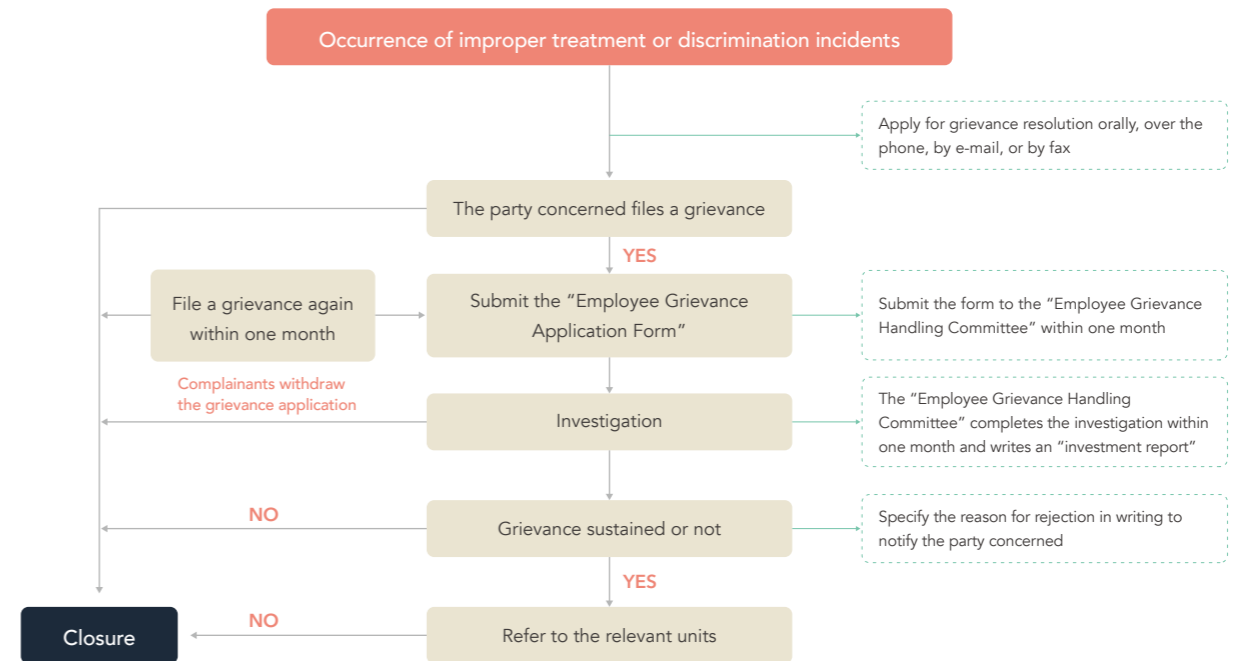 Occurrence of improper treatment or discrimination incidents
Apply for grievance resolution orally, over the
phone, by e-mail, or by fax
The party concerned files a grievance
YES
File a grievance again
within one month
Submit the “Employee Grievance
Application Form”
Submit the form to the “Employee Grievance
Handling Committee” within one month
Complainants withdraw
the grievance application
Investigation
The “Employee Grievance Handling
Committee” completes the investigation within
one month and writes an “investment report”
NO
Grievance sustained or not
Specify the reason for rejection in writing to
notify the party concerned
YES
Closure
NO
Refer to the relevant units